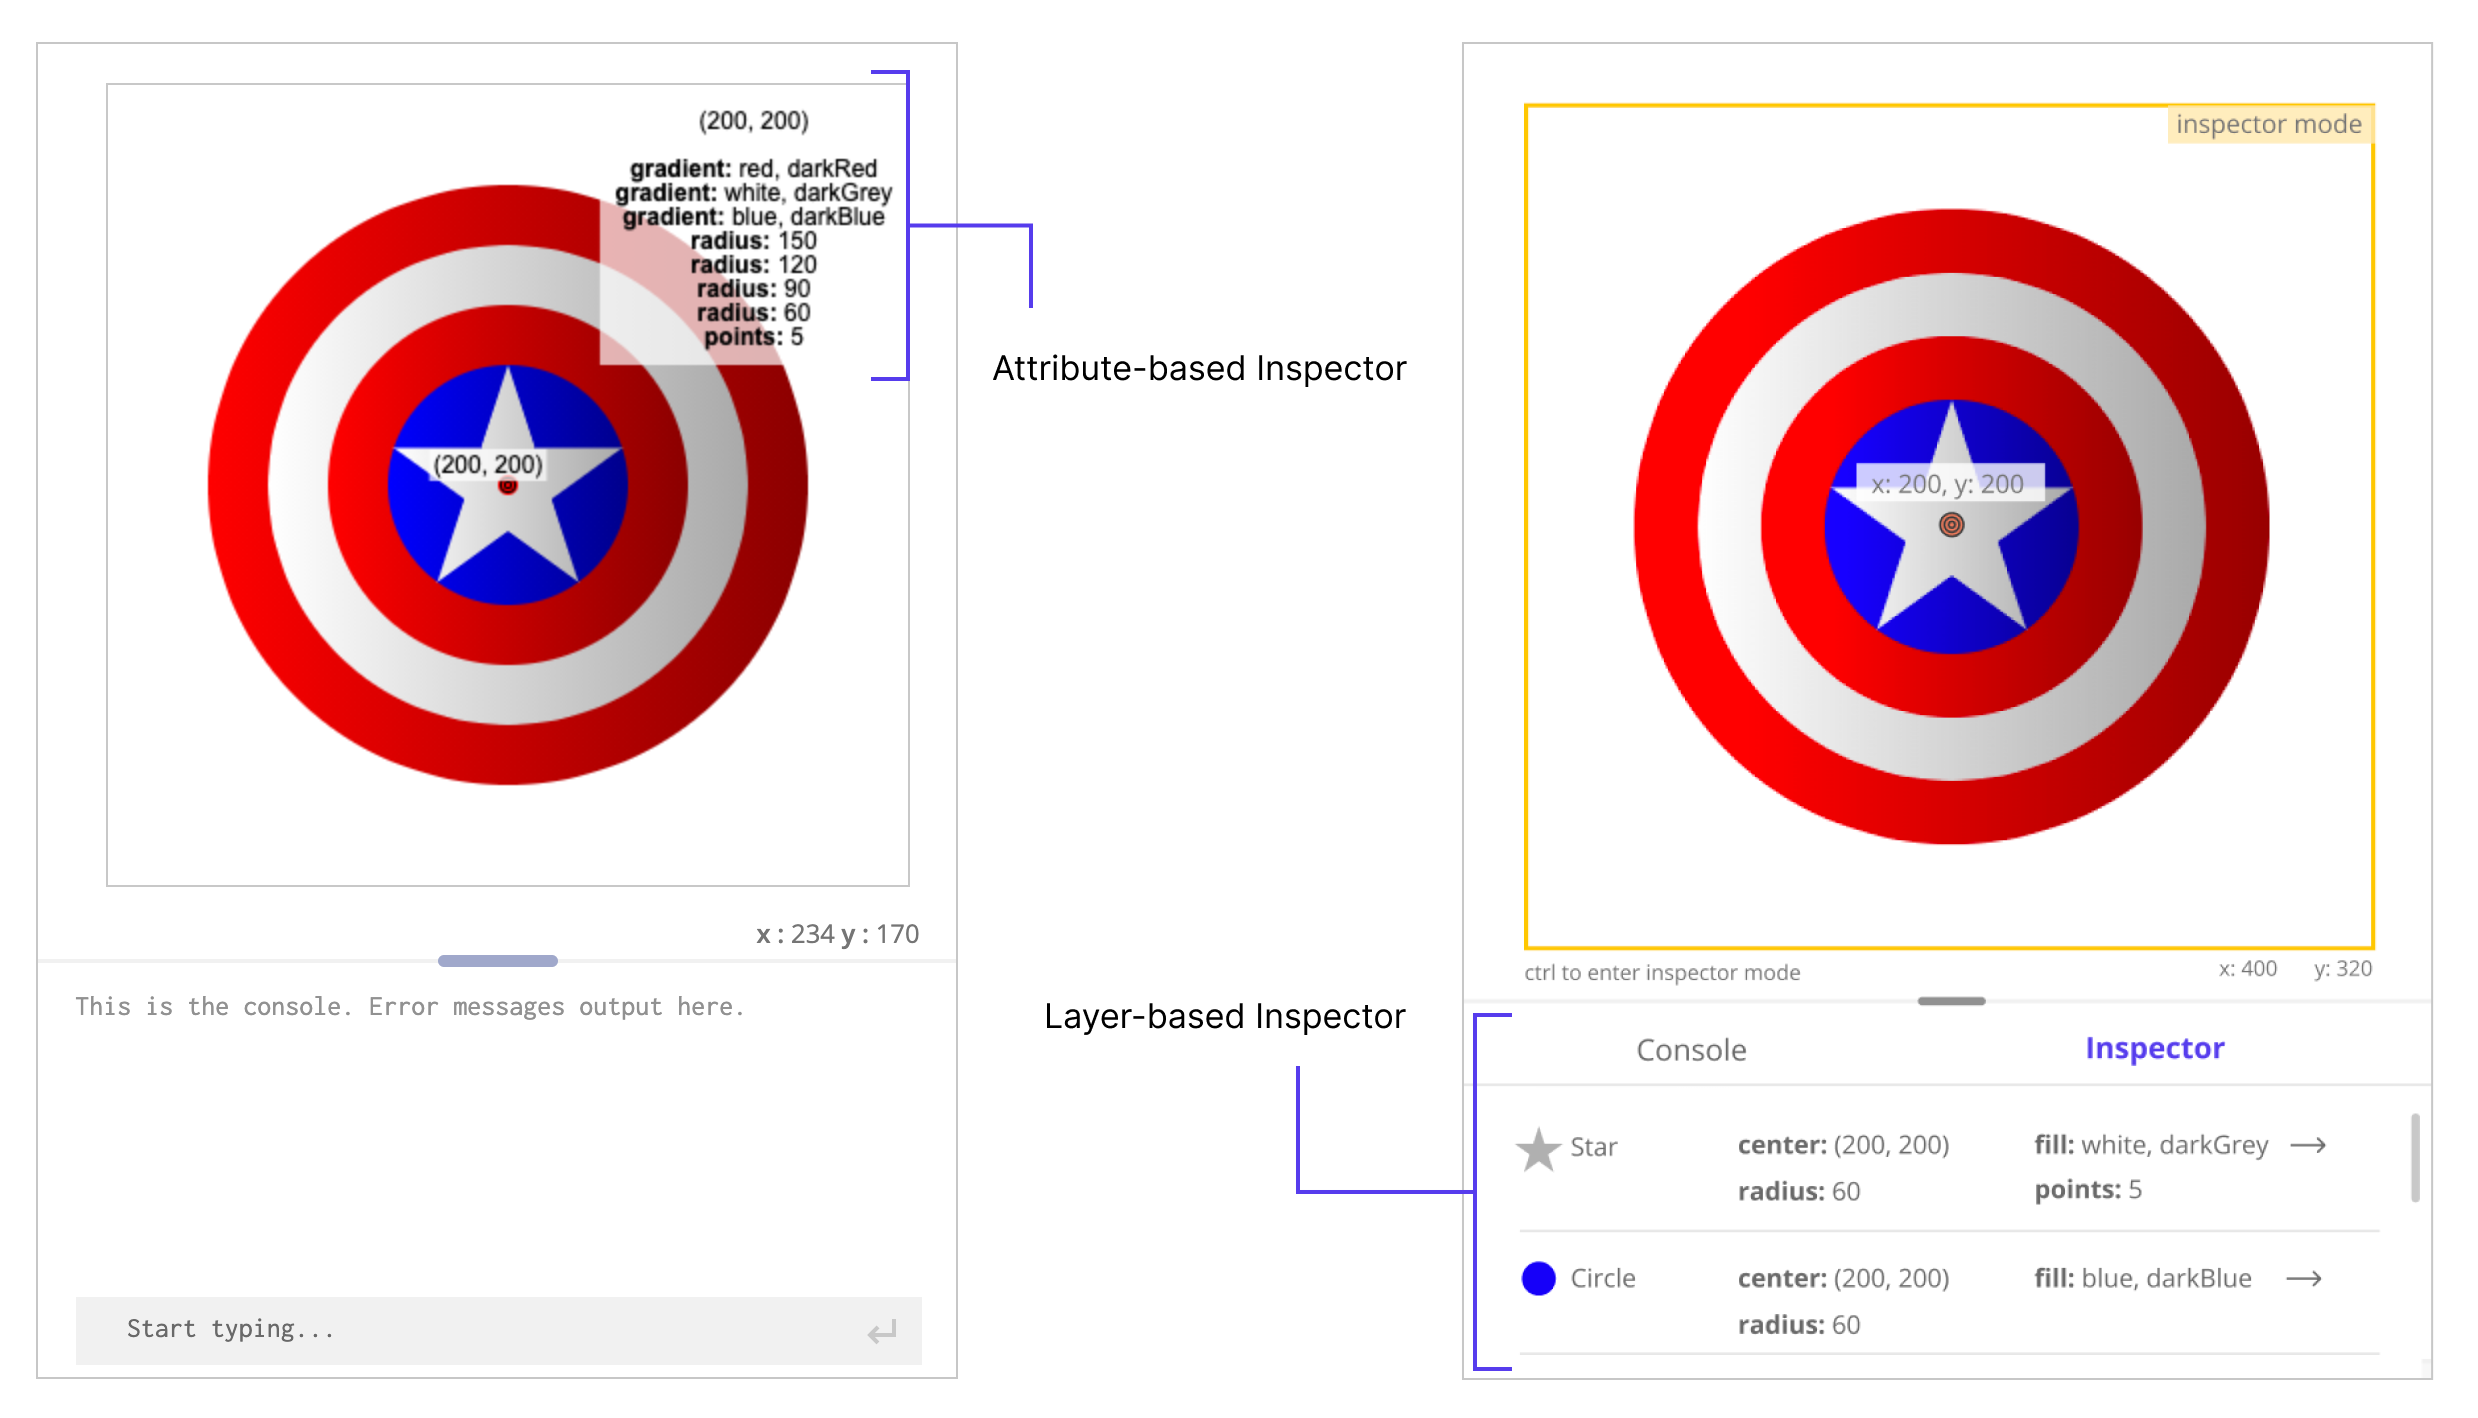 (200, 200)
gradient: red, darkRed
gradient: white, darkGrey
gradient: blue, darkBlue
radius: 150
radius: 120
radius: 90
radius: 60
points: 5
(200, 200)
x : 234 y : 170
This is the console. Error messages output here.
Start typing...
Attribute-based Inspector
Layer-based Inspector
inspector mode
x: 200, y: 200
ctrl to enter inspector mode
x: 400 y: 320
Console Inspector
Star center: (200, 200) fill: white, darkGrey →
radius: 60 points: 5
Circle center: (200, 200) fill: blue, darkBlue →
radius: 60